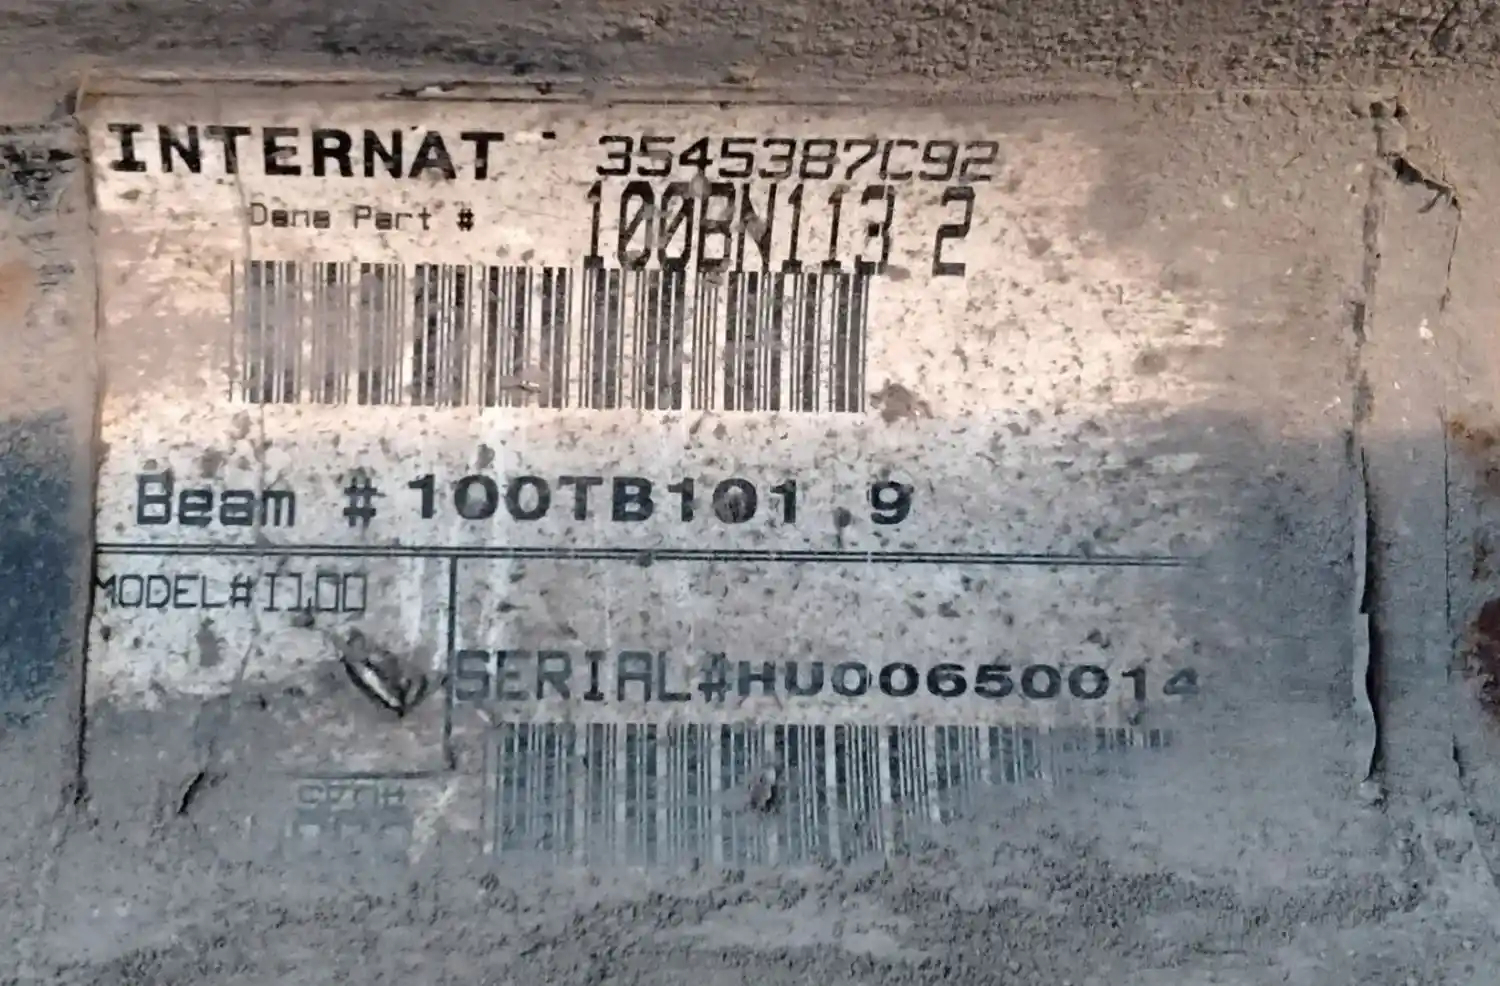 INTERNAT - 3545387C92
Dana Part # 100BN113 2
Beam # 100TB101 .9
MODEL#I100
SERIAL#HU00650014